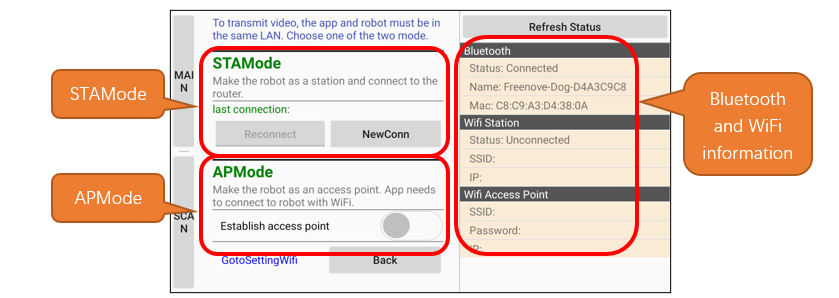 STAMode
APMode
MAI
N
SCA
N
To transmit video, the app and robot must be in
the same LAN. Choose one of the two mode.
STAMode
Make the robot as a station and connect to the
router.
last connection:
Reconnect
NewConn
APMode
Make the robot as an access point. App needs
to connect to robot with WiFi.
Establish access point
GotoSettingWifi
Back
Refresh Status
Bluetooth
Status: Connected
Name: Freenove-Dog-D4A3C9C8
Mac: C8:C9:A3:D4:38:0A
Wifi Station
Status: Unconnected
SSID:
IP:
Wifi Access Point
SSID:
Password:
IP:
Bluetooth
and WiFi
information